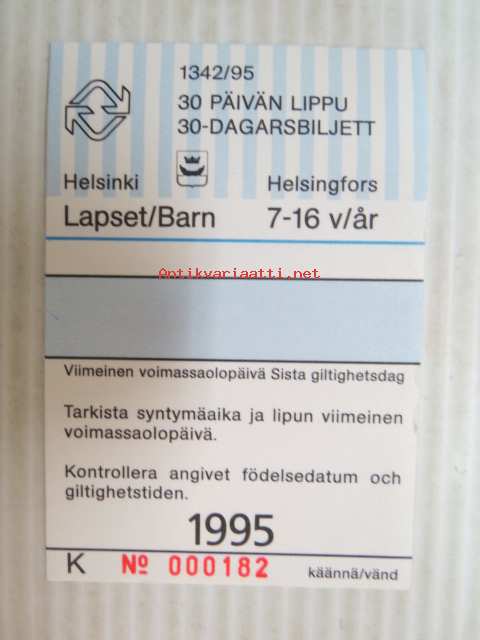 1342/95
30 PÄIVÄN LIPPU
30-DAGARSBILJETT
Helsinki Helsingfors
Lapset/Barn 7-16 v/år
Antikvariaatti.net
Viimeinen voimassaolopäivä Sista giltighetsdag
Tarkista syntymäaika ja lipun viimeinen
voimassaolopäivä.
Kontrollera angivet födelsedatum och
giltighetstiden.
1995
K Nº 000182 käännä/vänd